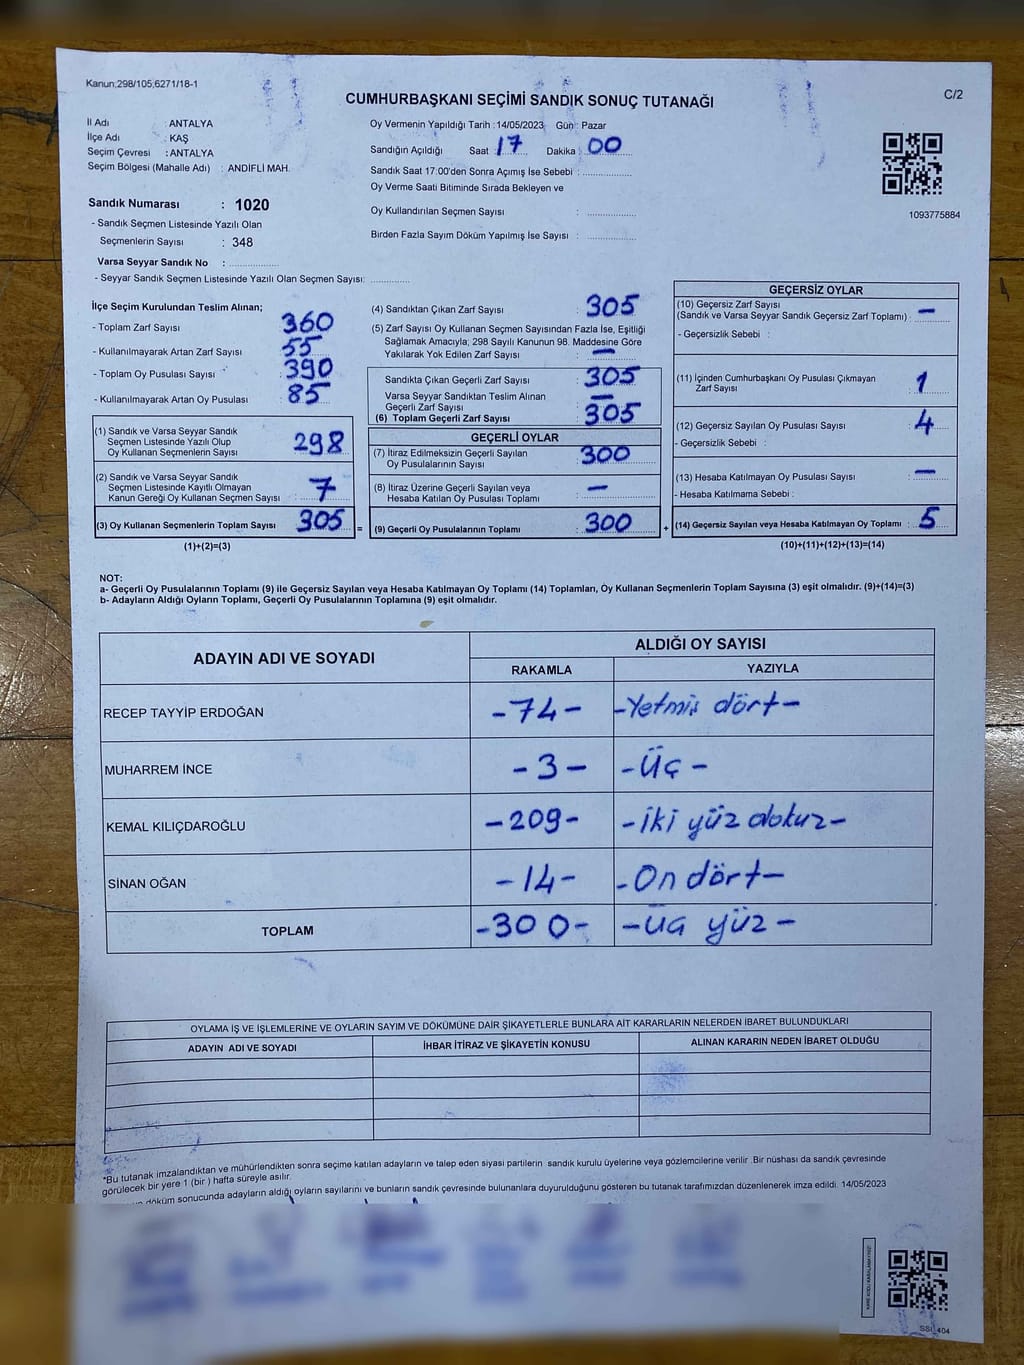 Kanun;298/105;6271/18-1
C/2
CUMHURBAŞKANI SEÇİMİ SANDIK SONUÇ TUTANAĞI
İl Adı : ANTALYA
İlçe Adı : KAŞ
Seçim Çevresi : ANTALYA
Seçim Bölgesi (Mahalle Adı) : ANDİFLİ MAH.
Oy Vermenin Yapıldığı Tarih : 14/05/2023 Gün : Pazar
Sandığın Açıldığı Saat : 17 Dakika : 00
Sandık Saat 17:00'den Sonra Açımış İse Sebebi : ................
Oy Verme Saati Bitiminde Sırada Bekleyen ve
Oy Kullandırılan Seçmen Sayısı : ................
Birden Fazla Sayım Döküm Yapılmış İse Sayısı : ................
1093775884
Sandık Numarası : 1020
- Sandık Seçmen Listesinde Yazılı Olan
Seçmenlerin Sayısı : 348
Varsa Seyyar Sandık No : ................
- Seyyar Sandık Seçmen Listesinde Yazılı Olan Seçmen Sayısı: .............
İlçe Seçim Kurulundan Teslim Alınan;
- Toplam Zarf Sayısı : 360
- Kullanılmayarak Artan Zarf Sayısı : 55
- Toplam Oy Pusulası Sayısı : 390
- Kullanılmayarak Artan Oy Pusulası : 85
(1) Sandık ve Varsa Seyyar Sandık
Seçmen Listesinde Yazılı Olup
Oy Kullanan Seçmenlerin Sayısı : 298
(2) Sandık ve Varsa Seyyar Sandık
Seçmen Listesinde Kayıtlı Olmayan
Kanun Gereği Oy Kullanan Seçmen Sayısı : 7
(3) Oy Kullanan Seçmenlerin Toplam Sayısı : 305 =
(1)+(2)=(3)
(4) Sandıktan Çıkan Zarf Sayısı : 305
(5) Zarf Sayısı Oy Kullanan Seçmen Sayısından Fazla İse, Eşitliği
Sağlamak Amacıyla; 298 Sayılı Kanunun 98. Maddesine Göre
Yakılarak Yok Edilen Zarf Sayısı : —
Sandıkta Çıkan Geçerli Zarf Sayısı : 305
Varsa Seyyar Sandıktan Teslim Alınan
Geçerli Zarf Sayısı : —
(6) Toplam Geçerli Zarf Sayısı : 305
GEÇERLİ OYLAR
(7) İtiraz Edilmeksizin Geçerli Sayılan
Oy Pusulalarının Sayısı : 300
(8) İtiraz Üzerine Geçerli Sayılan veya
Hesaba Katılan Oy Pusulası Toplamı : —
(9) Geçerli Oy Pusulalarının Toplamı : 300 +
GEÇERSİZ OYLAR
(10) Geçersiz Zarf Sayısı
(Sandık ve Varsa Seyyar Sandık Geçersiz Zarf Toplamı) : —
- Geçersizlik Sebebi :
(11) İçinden Cumhurbaşkanı Oy Pusulası Çıkmayan
Zarf Sayısı : 1
(12) Geçersiz Sayılan Oy Pusulası Sayısı : 4
- Geçersizlik Sebebi :
(13) Hesaba Katılmayan Oy Pusulası Sayısı : —
- Hesaba Katılmama Sebebi :
(14) Geçersiz Sayılan veya Hesaba Katılmayan Oy Toplamı : 5
(10)+(11)+(12)+(13)=(14)
NOT:
a- Geçerli Oy Pusulalarının Toplamı (9) ile Geçersiz Sayılan veya Hesaba Katılmayan Oy Toplamı (14) Toplamları, Oy Kullanan Seçmenlerin Toplam Sayısına (3) eşit olmalıdır. (9)+(14)=(3)
b- Adayların Aldığı Oyların Toplamı, Geçerli Oy Pusulalarının Toplamına (9) eşit olmalıdır.
ADAYIN ADI VE SOYADI
ALDIĞI OY SAYISI
RAKAMLA YAZIYLA
RECEP TAYYİP ERDOĞAN -74- -Yetmiş dört-
MUHARREM İNCE -3- -Üç-
KEMAL KILIÇDAROĞLU -209- -iki yüz dokuz-
SİNAN OĞAN -14- -On dört-
TOPLAM -300- -Üç yüz-
OYLAMA İŞ VE İŞLEMLERİNE VE OYLARIN SAYIM VE DÖKÜMÜNE DAİR ŞİKAYETLERLE BUNLARA AİT KARARLARIN NELERDEN İBARET BULUNDUKLARI
ADAYIN ADI VE SOYADI İHBAR İTİRAZ VE ŞİKAYETİN KONUSU ALINAN KARARIN NEDEN İBARET OLDUĞU
*Bu tutanak imzalandıktan ve mühürlendikten sonra seçime katılan adayların ve talep eden siyasi partilerin sandık kurulu üyelerine veya gözlemcilerine verilir .Bir nüshası da sandık çevresinde
görülecek bir yere 1 (bir ) hafta süreyle asılır.
döküm sonucunda adayların aldığı oyların sayılarını ve bunların sandık çevresinde bulunanlara duyurulduğunu gösteren bu tutanak tarafımızdan düzenlenerek imza edildi. 14/05/2023